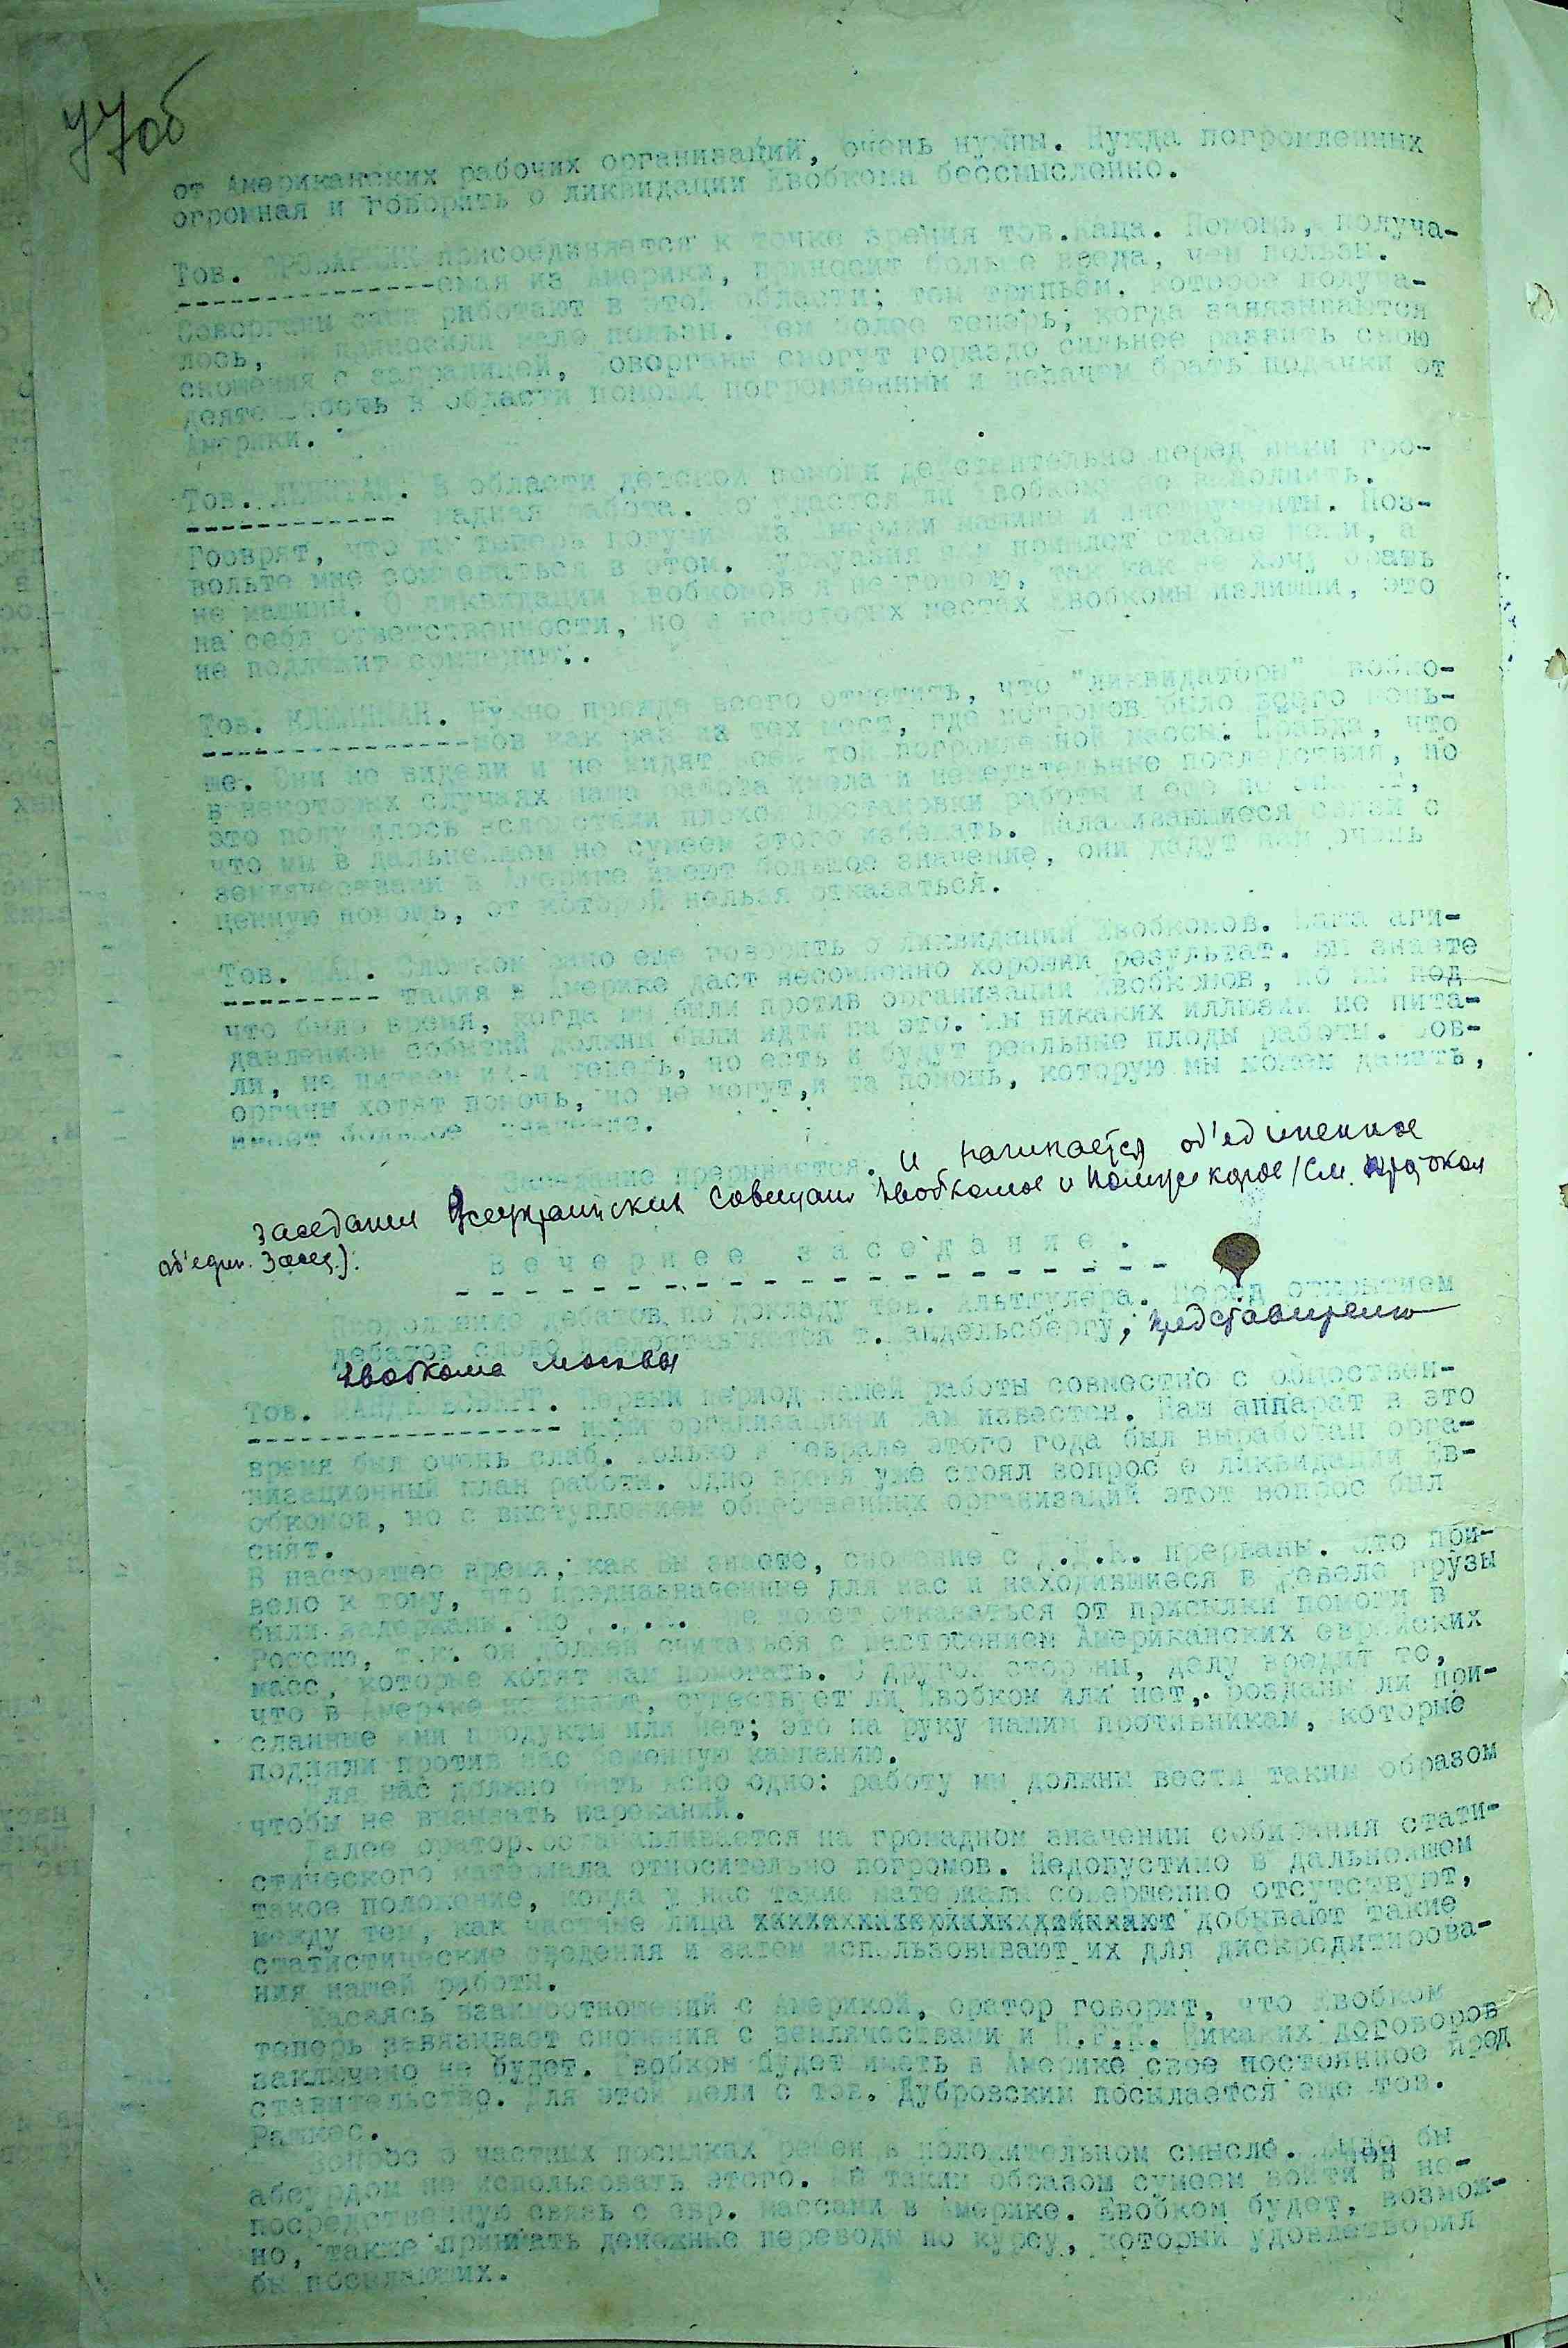 77об
от Американских рабочих организаций, очень нужны. Нужда погромленных
огромная и говорить о ликвидации Евобкома бессмысленно.
Тов. присоединяется к точке зрения тов.Каца. Помощь, получа-
емая из Америки, приносит больше вреда, чем пользы.
Соворганы сами работают в этой области; тем тряпьем, которое получа-
лось, мы приносили мало пользы. Тем более теперь, когда завязываются
сношения с заграницей, Соворганы смогут гораздо сильнее развить свою
деятельность в области помощи погромленным и незачем брать подачки от
Америки.
Тов. В области детской помощи действительно перед нами гро-
мадная работа. Но удастся ли Евобкому ее выполнить.
Говорят, что мы теперь получим из Америки машины и инструменты. Поз-
вольте мне сомневаться в этом. Буржуазия нам пришлет старые вещи, а
не машины. О ликвидации Евобкомов я не говорю, так как не хочу брать
на себя ответственности, но в некоторых местах Евобкомы излишни, это
не подлежит сомнению..
Тов. КЛЕЙНМАН. Нужно прежде всего отметить, что "ликвидаторы" Евобко-
мов как раз из тех мест, где погромов было всего мень-
ше. Они не видели и не видят всей той погромленной массы. Правда, что
в некоторых случаях наша работа имела и нежелательные последствия, но
это получилось вследствии плохой постановки работы и еще не значит,
что мы в дальнейшем не сумеем этого избежать. Налаживающиеся связи с
землячествами в Америке имеют большое значение, они дадут нам очень
ценную помощь, от которой нельзя отказаться.
Тов. Слишком рано еще говорить о ликвидации Евобкомов. Наша аги-
тация в Америке даст несомненно хороший результат. Вы знаете
что было время, когда мы были против организации Евобкомов, но мы под
давлением событий должны были идти на это. Мы никаких иллюзий не пита-
ли, не питаем их и теперь, но есть и будут реальные плоды работы. Сов-
органы хотят помочь, но не могут, и та помощь, которую мы можем давать,
имеет большое значение.
Заседание прерывается. и начинается об'единенное
заседание Всеукраинских Совещан. Евобкомов и /См. протокол
об'един. Засед.).
Вечернее заседание.
дебатов по докладу тов. Альтшулера. Перед открытием
дебатов слово предоставляется т. Мандельсбергу, представителю
Евобкома Москвы
Тов. МАНДЕЛЬСБЕРГ. Первый период нашей работы совместно с обществен-
ными организациями вам известен. Наш аппарат в это
время был очень слаб. Только в феврале этого года был выработан орга-
низационный план работы. Одно время уже стоял вопрос о ликвидации Ев-
обкомов, но с выступлением общественных организаций этот вопрос был
снят.
В настоящее время, как вы знаете, сношение с Д.Д.К. прерваны. Это при-
вело к тому, что предназначенные для нас и находившиеся в Ревеле грузы
были задержаны. Но не хочет отказаться от присылки помощи в
Россию, т.к. он должен считаться с настроением Американских еврейских
масс, которые хотят нам помогать. С другой стороны, делу вредит то,
что в Америке не знают, существует ли Евобком или нет, розданы ли при-
сланные ими продукты или нет; это на руку нашим противникам, которые
подняли против нас бешенную кампанию.
Для нас должно быть ясно одно: работу мы должны вести таким образом
чтобы не вызывать нареканий.
Далее оратор останавливается на громадном значении собирания стати-
стического материала относительно погромов. Недопустимо в дальнейшем
такое положение, когда у нас такие материалы совершенно отсутствуют,
между тем, как частные лица добывают такие
статистические сведения и затем использовывают их для дискредитирова-
ния нашей работы.
Касаясь взаимоотношений с Америкой, оратор говорит, что Евобком
теперь завязывает сношения с землячествами и Никаких договоров
заключено не будет. Евобком будет иметь в Америке свое постоянное пред
ставительство. Для этой цели с тов. Дубровским посылается еще тов.
Рашкес.
Вопрос о частных посылках решен в положительном смысле. Было бы
абсурдом не использовать этого. Мы таким образом сумеем войти в не-
посредственную связь с евр. массами в Америке. Евобком будет, возмож-
но, также принимать денежные переводы по курсу, который удовлетворил
бы посылающих.